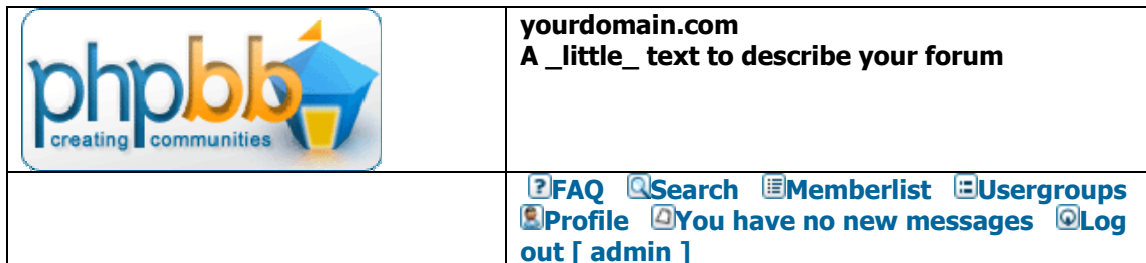 phpbb
creating communities
yourdomain.com
A _little_ text to describe your forum
FAQ Search Memberlist Usergroups
Profile You have no new messages Log
out [ admin ]